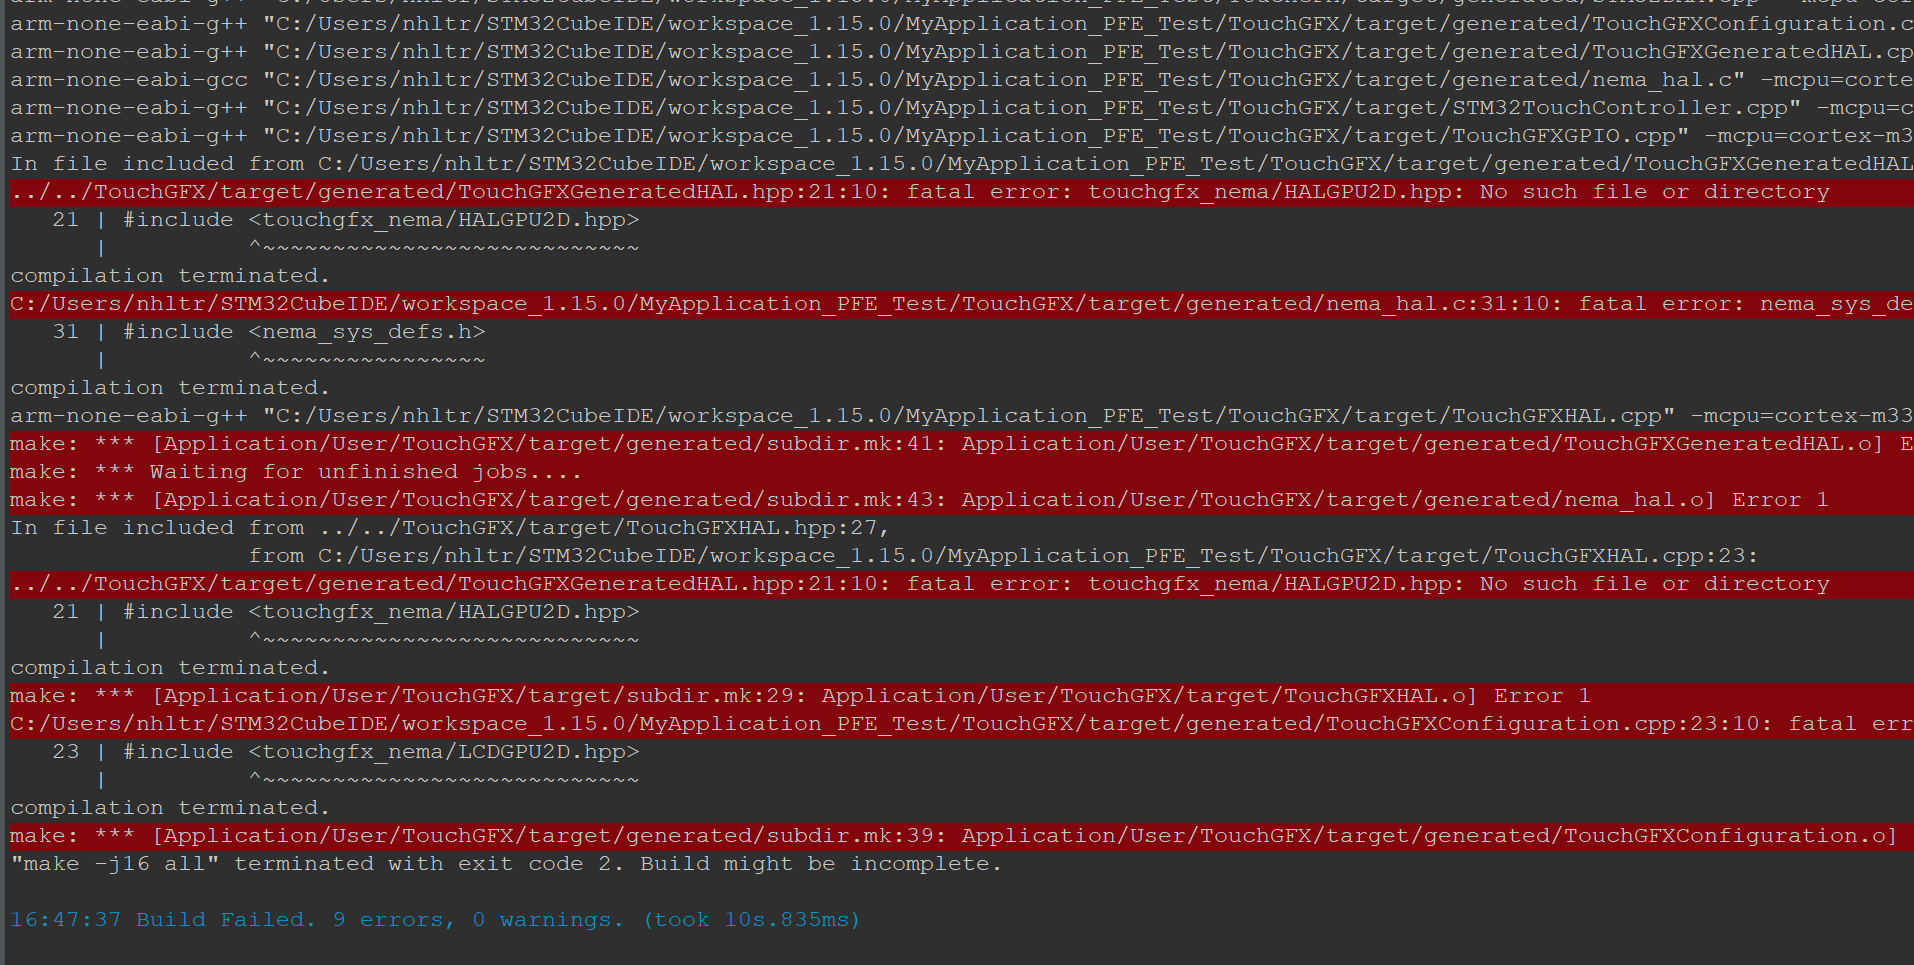 arm-none-eabi-g++ "C:/Users/nhltr/STM32CubeIDE/workspace_1.15.0/MyApplication_PFE_Test/TouchGFX/target/generated/TouchGFXConfiguration.c
arm-none-eabi-g++ "C:/Users/nhltr/STM32CubeIDE/workspace_1.15.0/MyApplication_PFE_Test/TouchGFX/target/generated/TouchGFXGeneratedHAL.cp
arm-none-eabi-gcc "C:/Users/nhltr/STM32CubeIDE/workspace_1.15.0/MyApplication_PFE_Test/TouchGFX/target/generated/nema_hal.c" -mcpu=corte
arm-none-eabi-g++ "C:/Users/nhltr/STM32CubeIDE/workspace_1.15.0/MyApplication_PFE_Test/TouchGFX/target/STM32TouchController.cpp" -mcpu=c
arm-none-eabi-g++ "C:/Users/nhltr/STM32CubeIDE/workspace_1.15.0/MyApplication_PFE_Test/TouchGFX/target/TouchGFXGPIO.cpp" -mcpu=cortex-m3
In file included from C:/Users/nhltr/STM32CubeIDE/workspace_1.15.0/MyApplication_PFE_Test/TouchGFX/target/generated/TouchGFXGeneratedHAL
../../TouchGFX/target/generated/TouchGFXGeneratedHAL.hpp:21:10: fatal error: touchgfx_nema/HALGPU2D.hpp: No such file or directory
   21 | #include <touchgfx_nema/HALGPU2D.hpp>
      |          ^~~~~~~~~~~~~~~~~~~~~~~~~~~~
compilation terminated.
C:/Users/nhltr/STM32CubeIDE/workspace_1.15.0/MyApplication_PFE_Test/TouchGFX/target/generated/nema_hal.c:31:10: fatal error: nema_sys_de
   31 | #include <nema_sys_defs.h>
      |          ^~~~~~~~~~~~~~~~~
compilation terminated.
arm-none-eabi-g++ "C:/Users/nhltr/STM32CubeIDE/workspace_1.15.0/MyApplication_PFE_Test/TouchGFX/target/TouchGFXHAL.cpp" -mcpu=cortex-m33
make: *** [Application/User/TouchGFX/target/generated/subdir.mk:41: Application/User/TouchGFX/target/generated/TouchGFXGeneratedHAL.o] E
make: *** Waiting for unfinished jobs....
make: *** [Application/User/TouchGFX/target/generated/subdir.mk:43: Application/User/TouchGFX/target/generated/nema_hal.o] Error 1
In file included from ../../TouchGFX/target/TouchGFXHAL.hpp:27,
                 from C:/Users/nhltr/STM32CubeIDE/workspace_1.15.0/MyApplication_PFE_Test/TouchGFX/target/TouchGFXHAL.cpp:23:
../../TouchGFX/target/generated/TouchGFXGeneratedHAL.hpp:21:10: fatal error: touchgfx_nema/HALGPU2D.hpp: No such file or directory
   21 | #include <touchgfx_nema/HALGPU2D.hpp>
      |          ^~~~~~~~~~~~~~~~~~~~~~~~~~~~
compilation terminated.
make: *** [Application/User/TouchGFX/target/subdir.mk:29: Application/User/TouchGFX/target/TouchGFXHAL.o] Error 1
C:/Users/nhltr/STM32CubeIDE/workspace_1.15.0/MyApplication_PFE_Test/TouchGFX/target/generated/TouchGFXConfiguration.cpp:23:10: fatal err
   23 | #include <touchgfx_nema/LCDGPU2D.hpp>
      |          ^~~~~~~~~~~~~~~~~~~~~~~~~~~~
compilation terminated.
make: *** [Application/User/TouchGFX/target/generated/subdir.mk:39: Application/User/TouchGFX/target/generated/TouchGFXConfiguration.o]
"make -j16 all" terminated with exit code 2. Build might be incomplete.
16:47:37 Build Failed. 9 errors, 0 warnings. (took 10s.835ms)